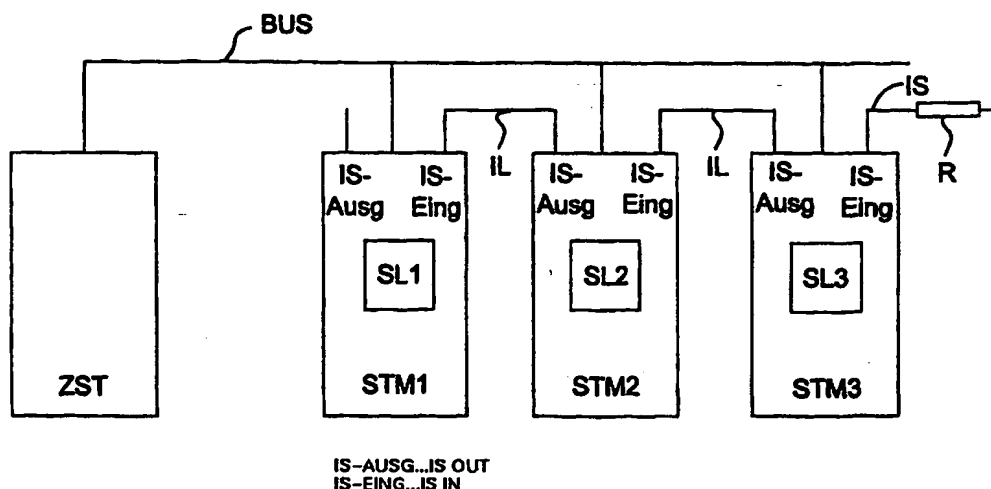 BUS
IS
IL
IL
R
IS-
Ausg
IS-
Eing
IS-
Ausg
IS-
Eing
IS-
Ausg
IS-
Eing
SL1
SL2
SL3
ZST
STM1
STM2
STM3
IS-AUSG...IS OUT
IS-EING...IS IN